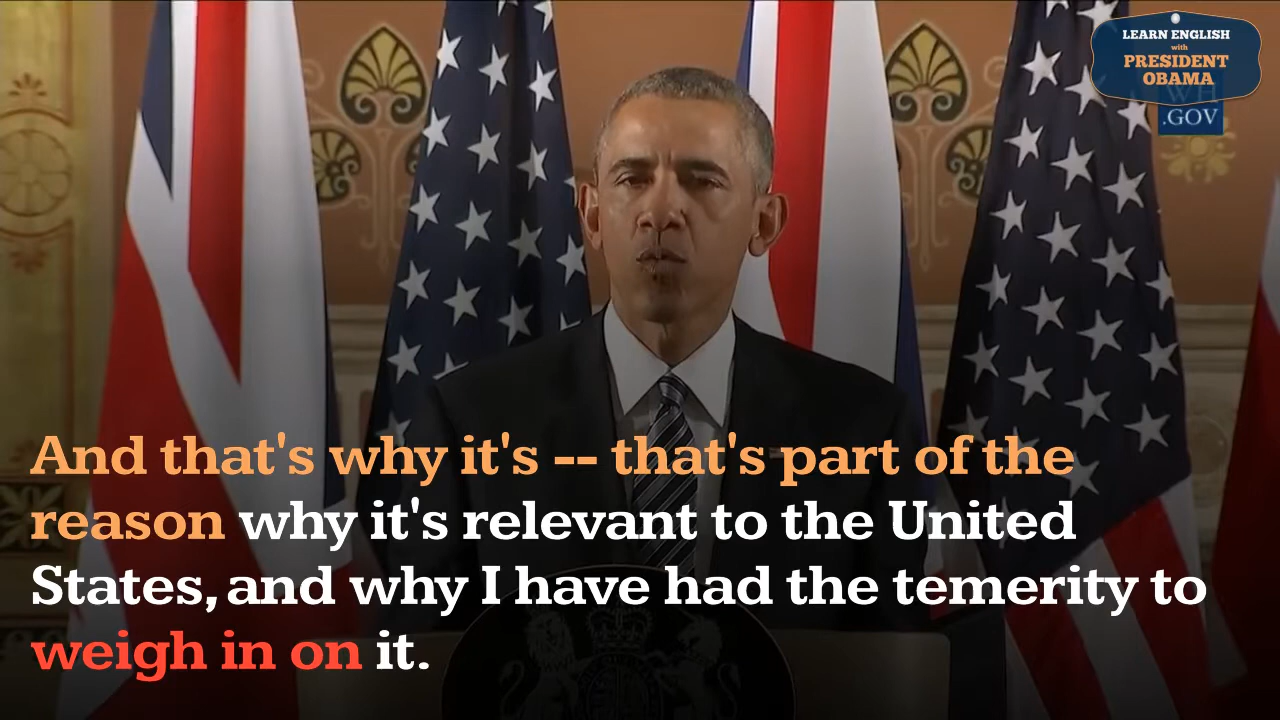 LEARN ENGLISH
with
PRESIDENT
OBAMA
WH
.GOV
And that's why it's -- that's part of the
reason why it's relevant to the United
States, and why I have had the temerity to
weigh in on it.